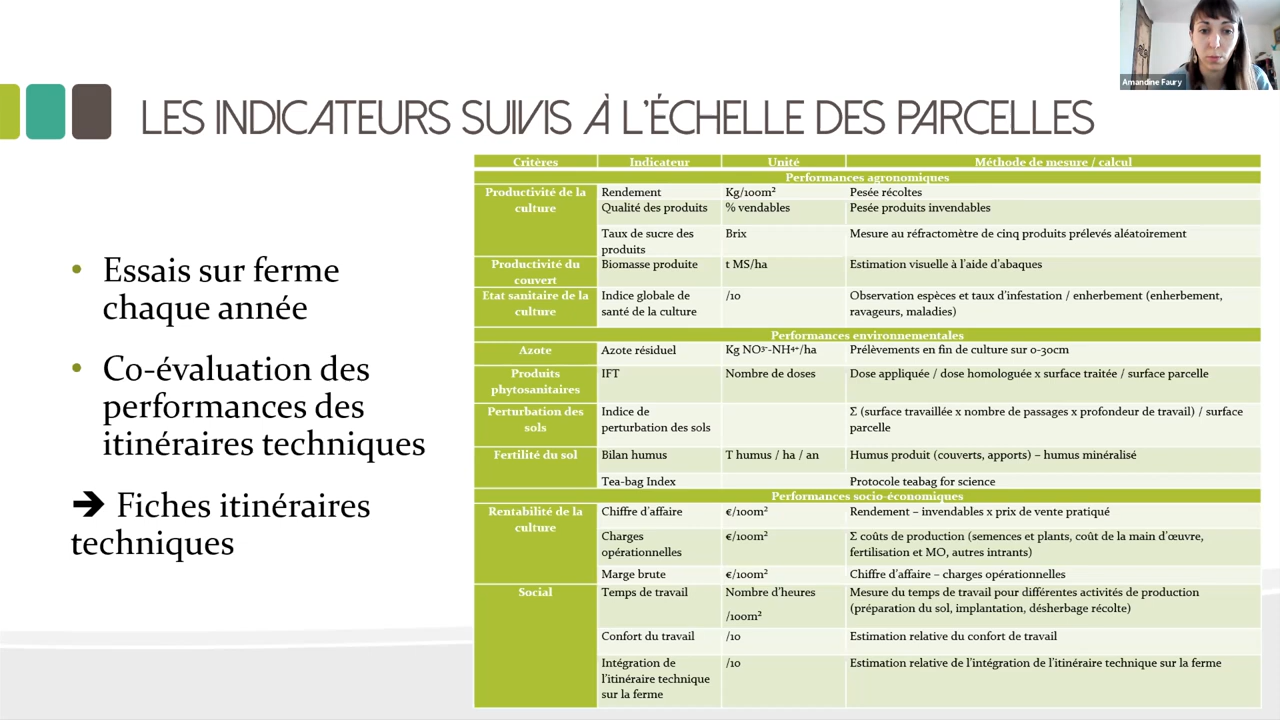 Amandine Faury
LES INDICATEURS SUIVIS À L'ÉCHELLE DES PARCELLES
• Essais sur ferme
chaque année
• Co-évaluation des
performances des
itinéraires techniques
➔ Fiches itinéraires
techniques
Critères Indicateur Unité Méthode de mesure / calcul
Performances agronomiques
Productivité de la culture
Rendement Kg/100m² Pesée récoltes
Qualité des produits % vendables Pesée produits invendables
Taux de sucre des produits Brix Mesure au réfractomètre de cinq produits prélevés aléatoirement
Productivité du couvert
Biomasse produite t MS/ha Estimation visuelle à l'aide d'abaques
Etat sanitaire de la culture
Indice globale de santé de la culture /10 Observation espèces et taux d'infestation / enherbement (enherbement, ravageurs, maladies)
Performances environnementales
Azote Azote résiduel Kg NO³⁻-NH⁴⁺/ha Prélèvements en fin de culture sur 0-30cm
Produits phytosanitaires
IFT Nombre de doses Dose appliquée / dose homologuée x surface traitée / surface parcelle
Perturbation des sols
Indice de perturbation des sols Σ (surface travaillée x nombre de passages x profondeur de travail) / surface parcelle
Fertilité du sol Bilan humus T humus / ha / an Humus produit (couverts, apports) – humus minéralisé
Tea-bag Index Protocole teabag for science
Performances socio-économiques
Rentabilité de la culture
Chiffre d'affaire €/100m² Rendement – invendables x prix de vente pratiqué
Charges opérationnelles €/100m² Σ coûts de production (semences et plants, coût de la main d'œuvre, fertilisation et MO, autres intrants)
Marge brute €/100m² Chiffre d'affaire – charges opérationnelles
Social Temps de travail Nombre d'heures /100m² Mesure du temps de travail pour différentes activités de production (préparation du sol, implantation, désherbage récolte)
Confort du travail /10 Estimation relative du confort de travail
Intégration de l'itinéraire technique sur la ferme /10 Estimation relative de l'intégration de l'itinéraire technique sur la ferme